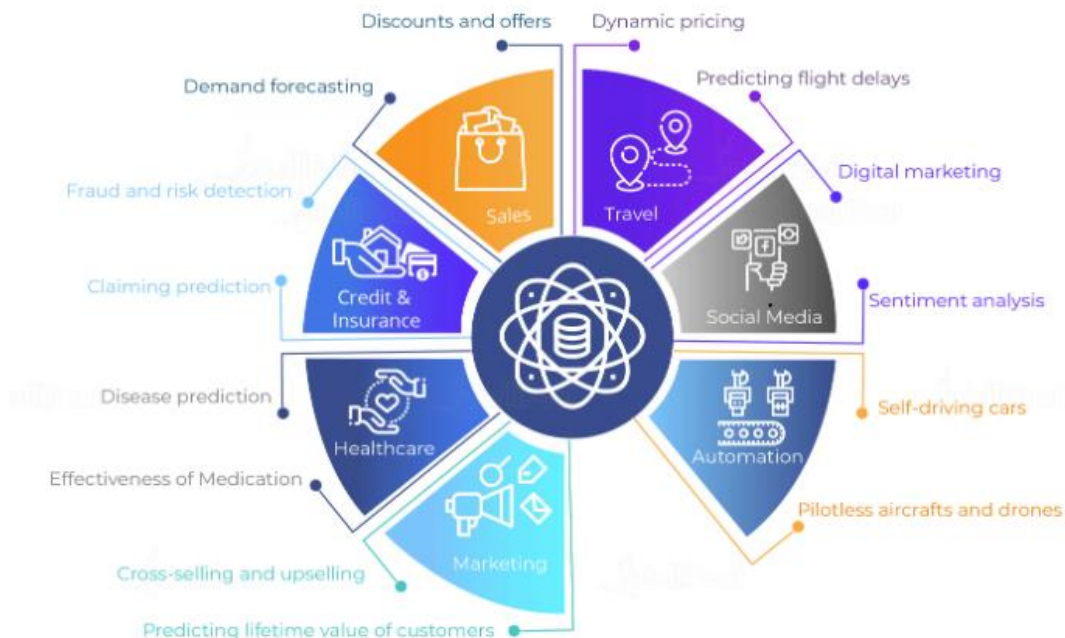 Discounts and offers
Dynamic pricing
Demand forecasting
Predicting flight delays
Fraud and risk detection
Sales
Travel
Digital marketing
Claiming prediction
Credit &
Insurance
Social Media
Sentiment analysis
Disease prediction
Healthcare
Automation
Self-driving cars
Effectiveness of Medication
Marketing
Pilotless aircrafts and drones
Cross-selling and upselling
Predicting lifetime value of customers